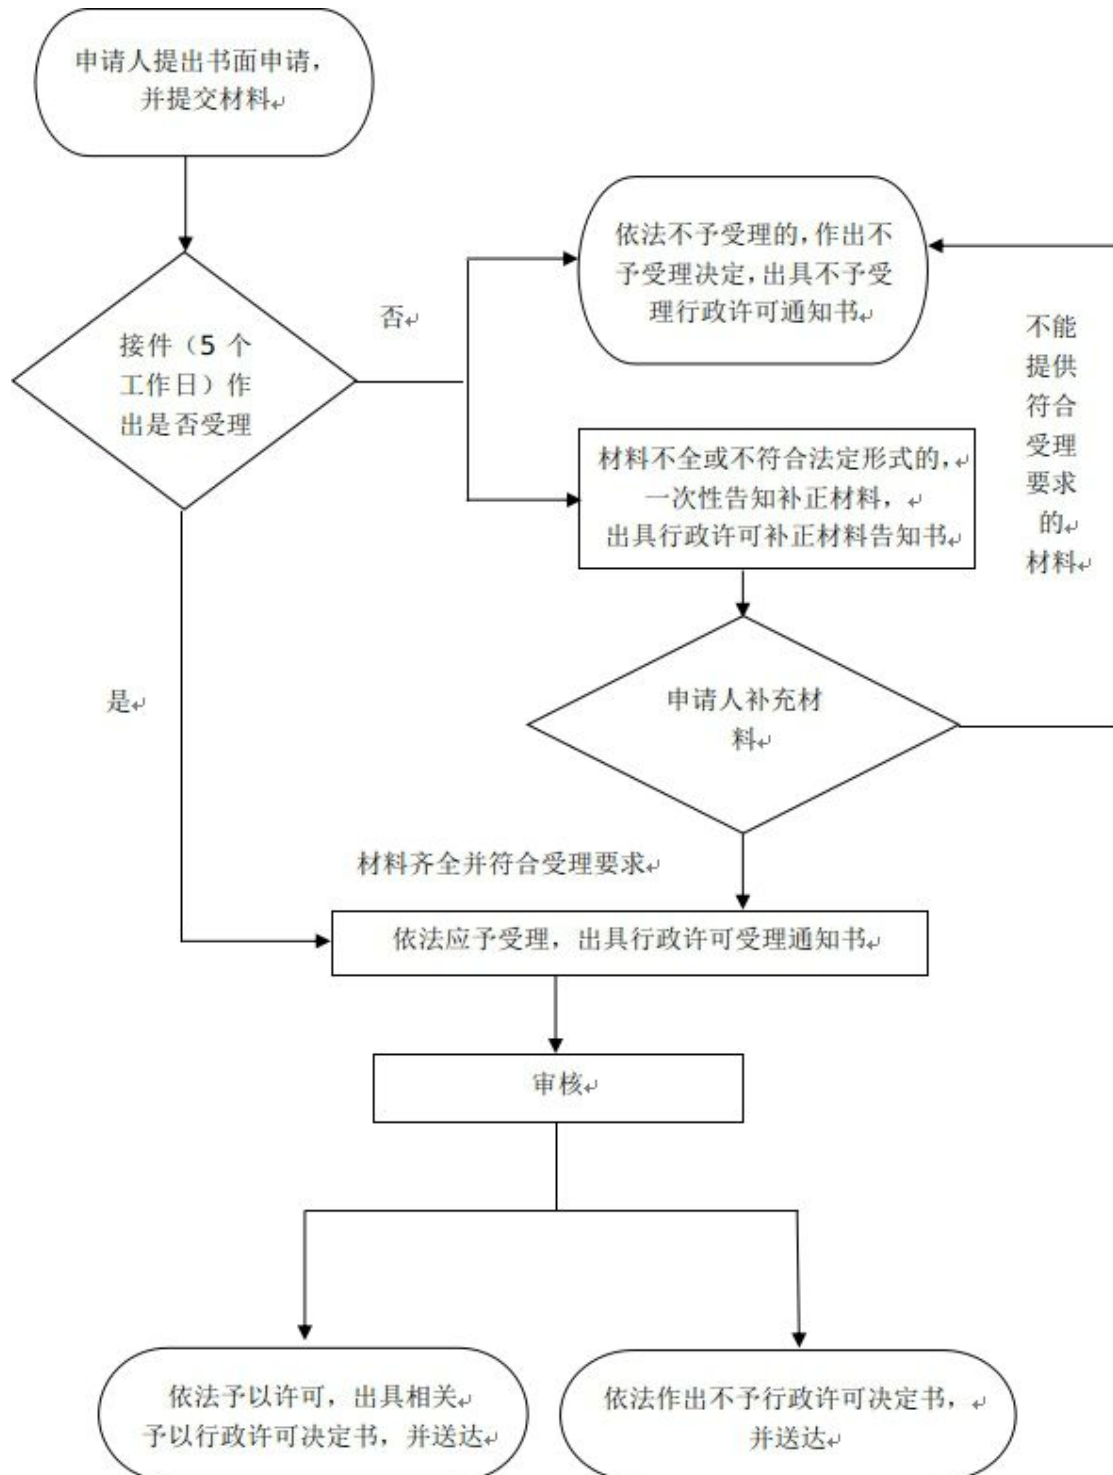 申请人提出书面申请，
并提交材料
依法不予受理的，作出不
予受理决定，出具不予受
理行政许可通知书
否
接件（5 个
工作日）作
出是否受理
不能
提供
符合
受理
要求
的
材料
材料不全或不符合法定形式的，
一次性告知补正材料，
出具行政许可补正材料告知书
是
申请人补充材
料
材料齐全并符合受理要求
依法应予受理，出具行政许可受理通知书
审核
依法予以许可，出具相关
予以行政许可决定书，并送达
依法作出不予行政许可决定书，
并送达